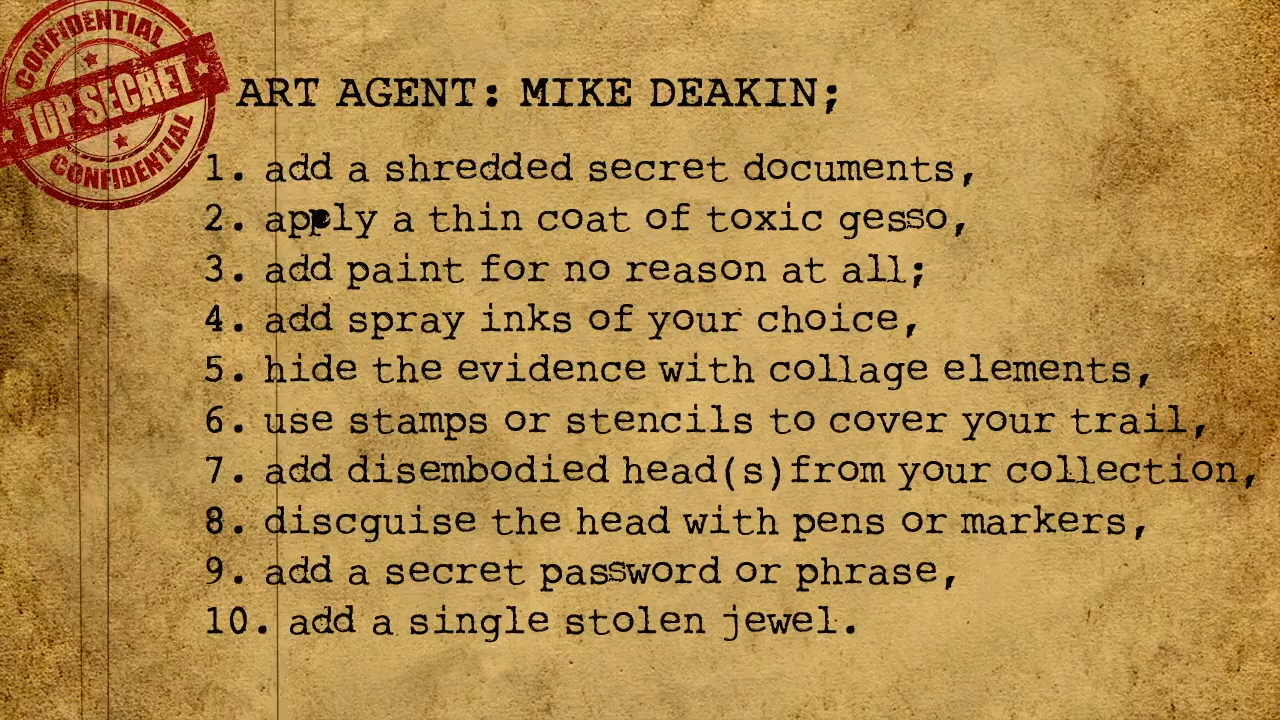 CONFIDENTIAL
TOP SECRET
CONFIDENTIAL
ART AGENT: MIKE DEAKIN;
1. add a shredded secret documents,
2. apply a thin coat of toxic gesso,
3. add paint for no reason at all;
4. add spray inks of your choice,
5. hide the evidence with collage elements,
6. use stamps or stencils to cover your trail,
7. add disembodied head(s)from your collection,
8. discguise the head with pens or markers,
9. add a secret password or phrase,
10. add a single stolen jewel.